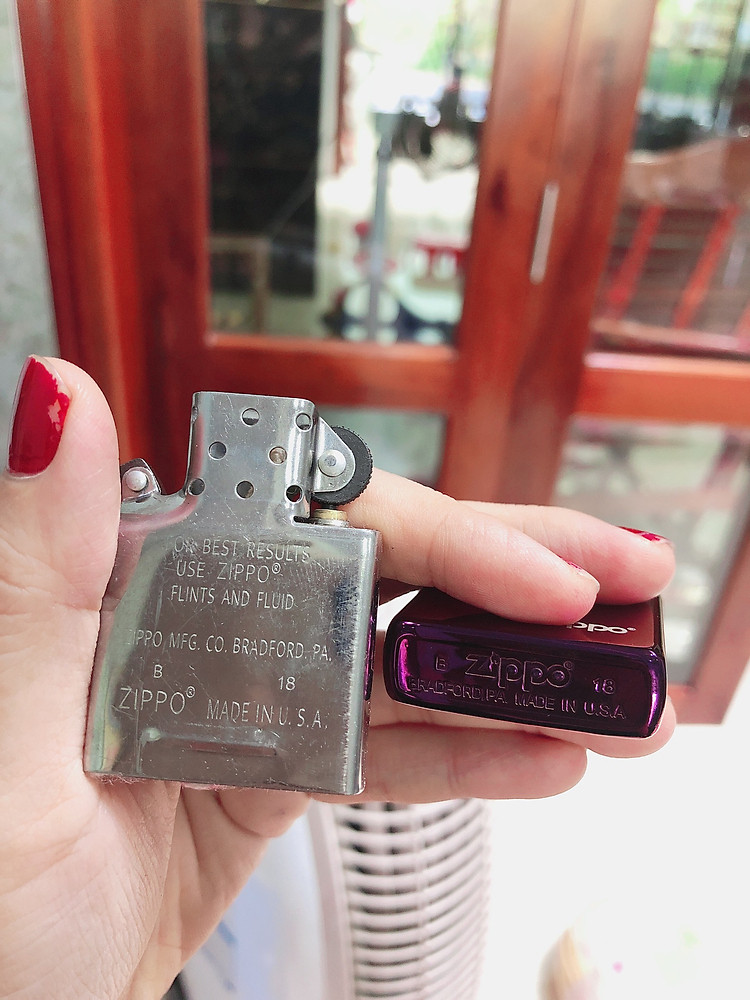 BEST RESULTS
USE ZIPPO®
FLINTS AND FLUID
MFG. CO. BRADFORD. PA.
B 18
ZIPPO® MADE IN U.S.A.
B Zippo® 18
BRADFORD PA. MADE IN U.S.A